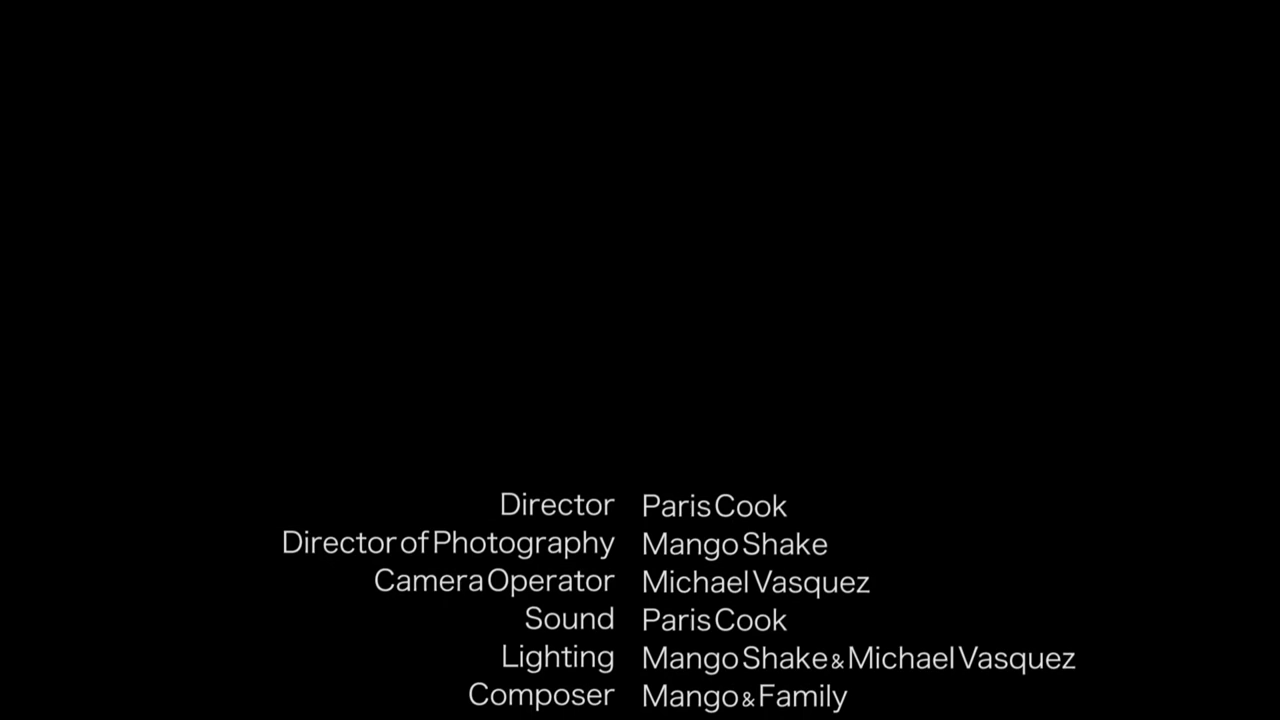 Director Paris Cook
Director of Photography Mango Shake
Camera Operator Michael Vasquez
Sound Paris Cook
Lighting Mango Shake & Michael Vasquez
Composer Mango & Family